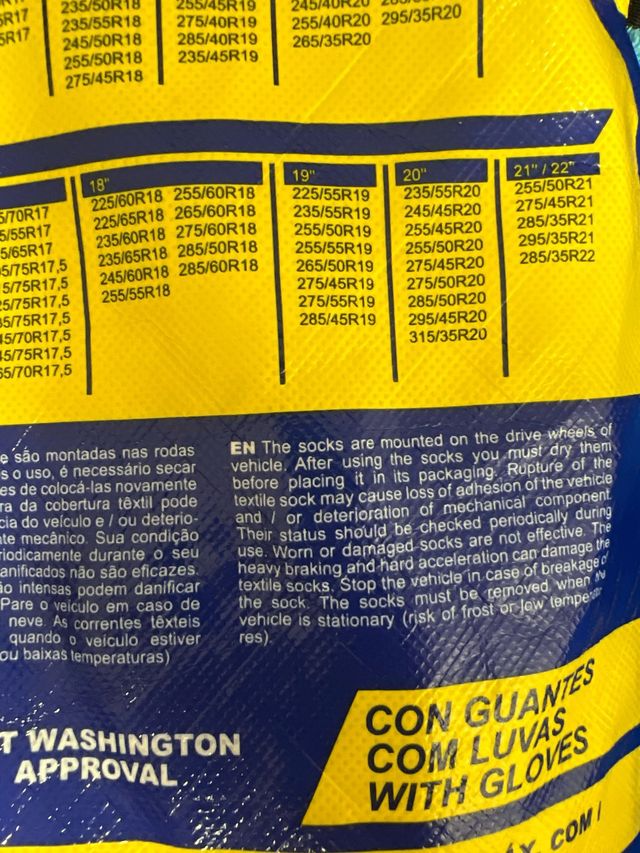 235/50R18
235/55R18
245/50R18
255/50R18
275/45R18
255/45R19
275/40R19
285/40R19
235/45R19
245/40R20
255/40R20
265/35R20
295/35R20
5R17
5R17
/70R17
/55R17
/65R17
/75R17,5
/75R17,5
/75R17,5
/75R17,5
/70R17,5
/75R17,5
/70R17,5
18"
225/60R18 255/60R18
225/65R18 265/60R18
235/60R18 275/60R18
235/65R18 285/50R18
245/60R18 285/60R18
255/55R18
19"
225/55R19
235/55R19
255/50R19
255/55R19
265/50R19
275/45R19
275/55R19
285/45R19
20"
235/55R20
245/45R20
255/45R20
255/50R20
275/45R20
275/50R20
285/50R20
295/45R20
315/35R20
21" / 22"
255/50R21
275/45R21
285/35R21
295/35R21
285/35R22
e são montadas nas rodas
s o uso, é necessário secar
es de colocá-las novamente
ra da cobertura têxtil pode
cia do veículo e / ou deterio-
te mecânico. Sua condição
riodicamente durante o seu
anificados não são eficazes.
ão intensas podem danificar
Pare o veículo em caso de
neve. As correntes têxteis
quando o veículo estiver
ou baixas temperaturas)
EN The socks are mounted on the drive wheels of
vehicle. After using the socks you must dry them
before placing it in its packaging. Rupture of the
textile sock may cause loss of adhesion of the vehicle
and / or deterioration of mechanical component.
Their status should be checked periodically during
use. Worn or damaged socks are not effective. The
heavy braking and hard acceleration can damage the
textile socks. Stop the vehicle in case of breakage of
the sock. The socks must be removed when the
vehicle is stationary (risk of frost or low temperatu-
res).
T WASHINGTON
APPROVAL
CON GUANTES
COM LUVAS
WITH GLOVES
.COM /